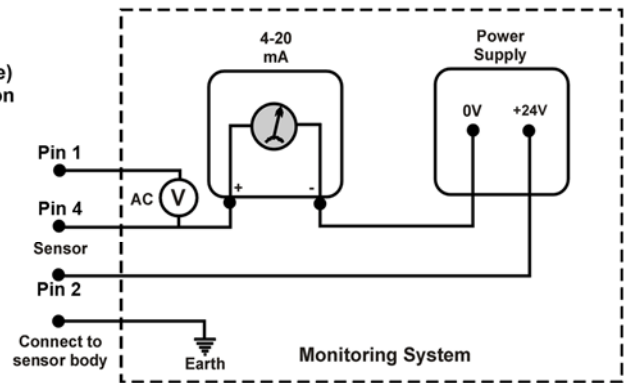 e)
on
4-20
mA
Power
Supply
0V
+24V
Pin 1
AC
V
+
-
Pin 4
Sensor
Pin 2
Connect to
sensor body
Earth
Monitoring System